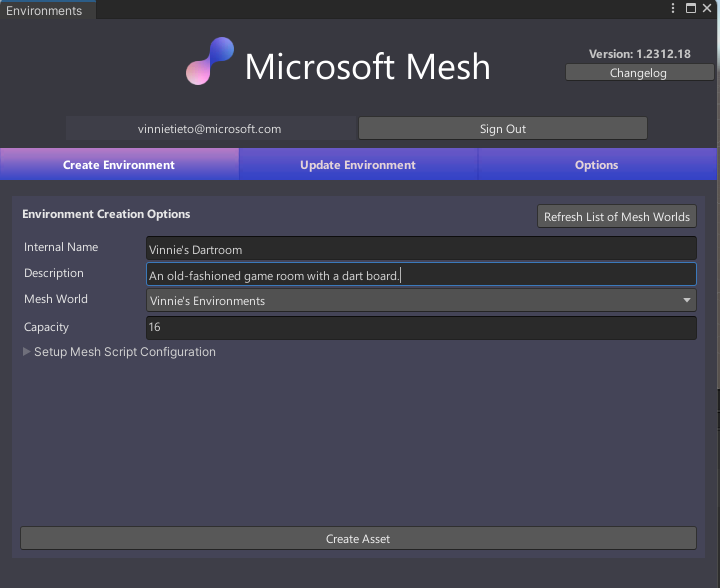 Environments
Microsoft Mesh
Version: 1.2312.18
Changelog
vinnietieto@microsoft.com
Sign Out
Create Environment
Update Environment
Options
Environment Creation Options
Refresh List of Mesh Worlds
Internal Name
Vinnie's Dartroom
Description
An old-fashioned game room with a dart board.
Mesh World
Vinnie's Environments
Capacity
16
Setup Mesh Script Configuration
Create Asset